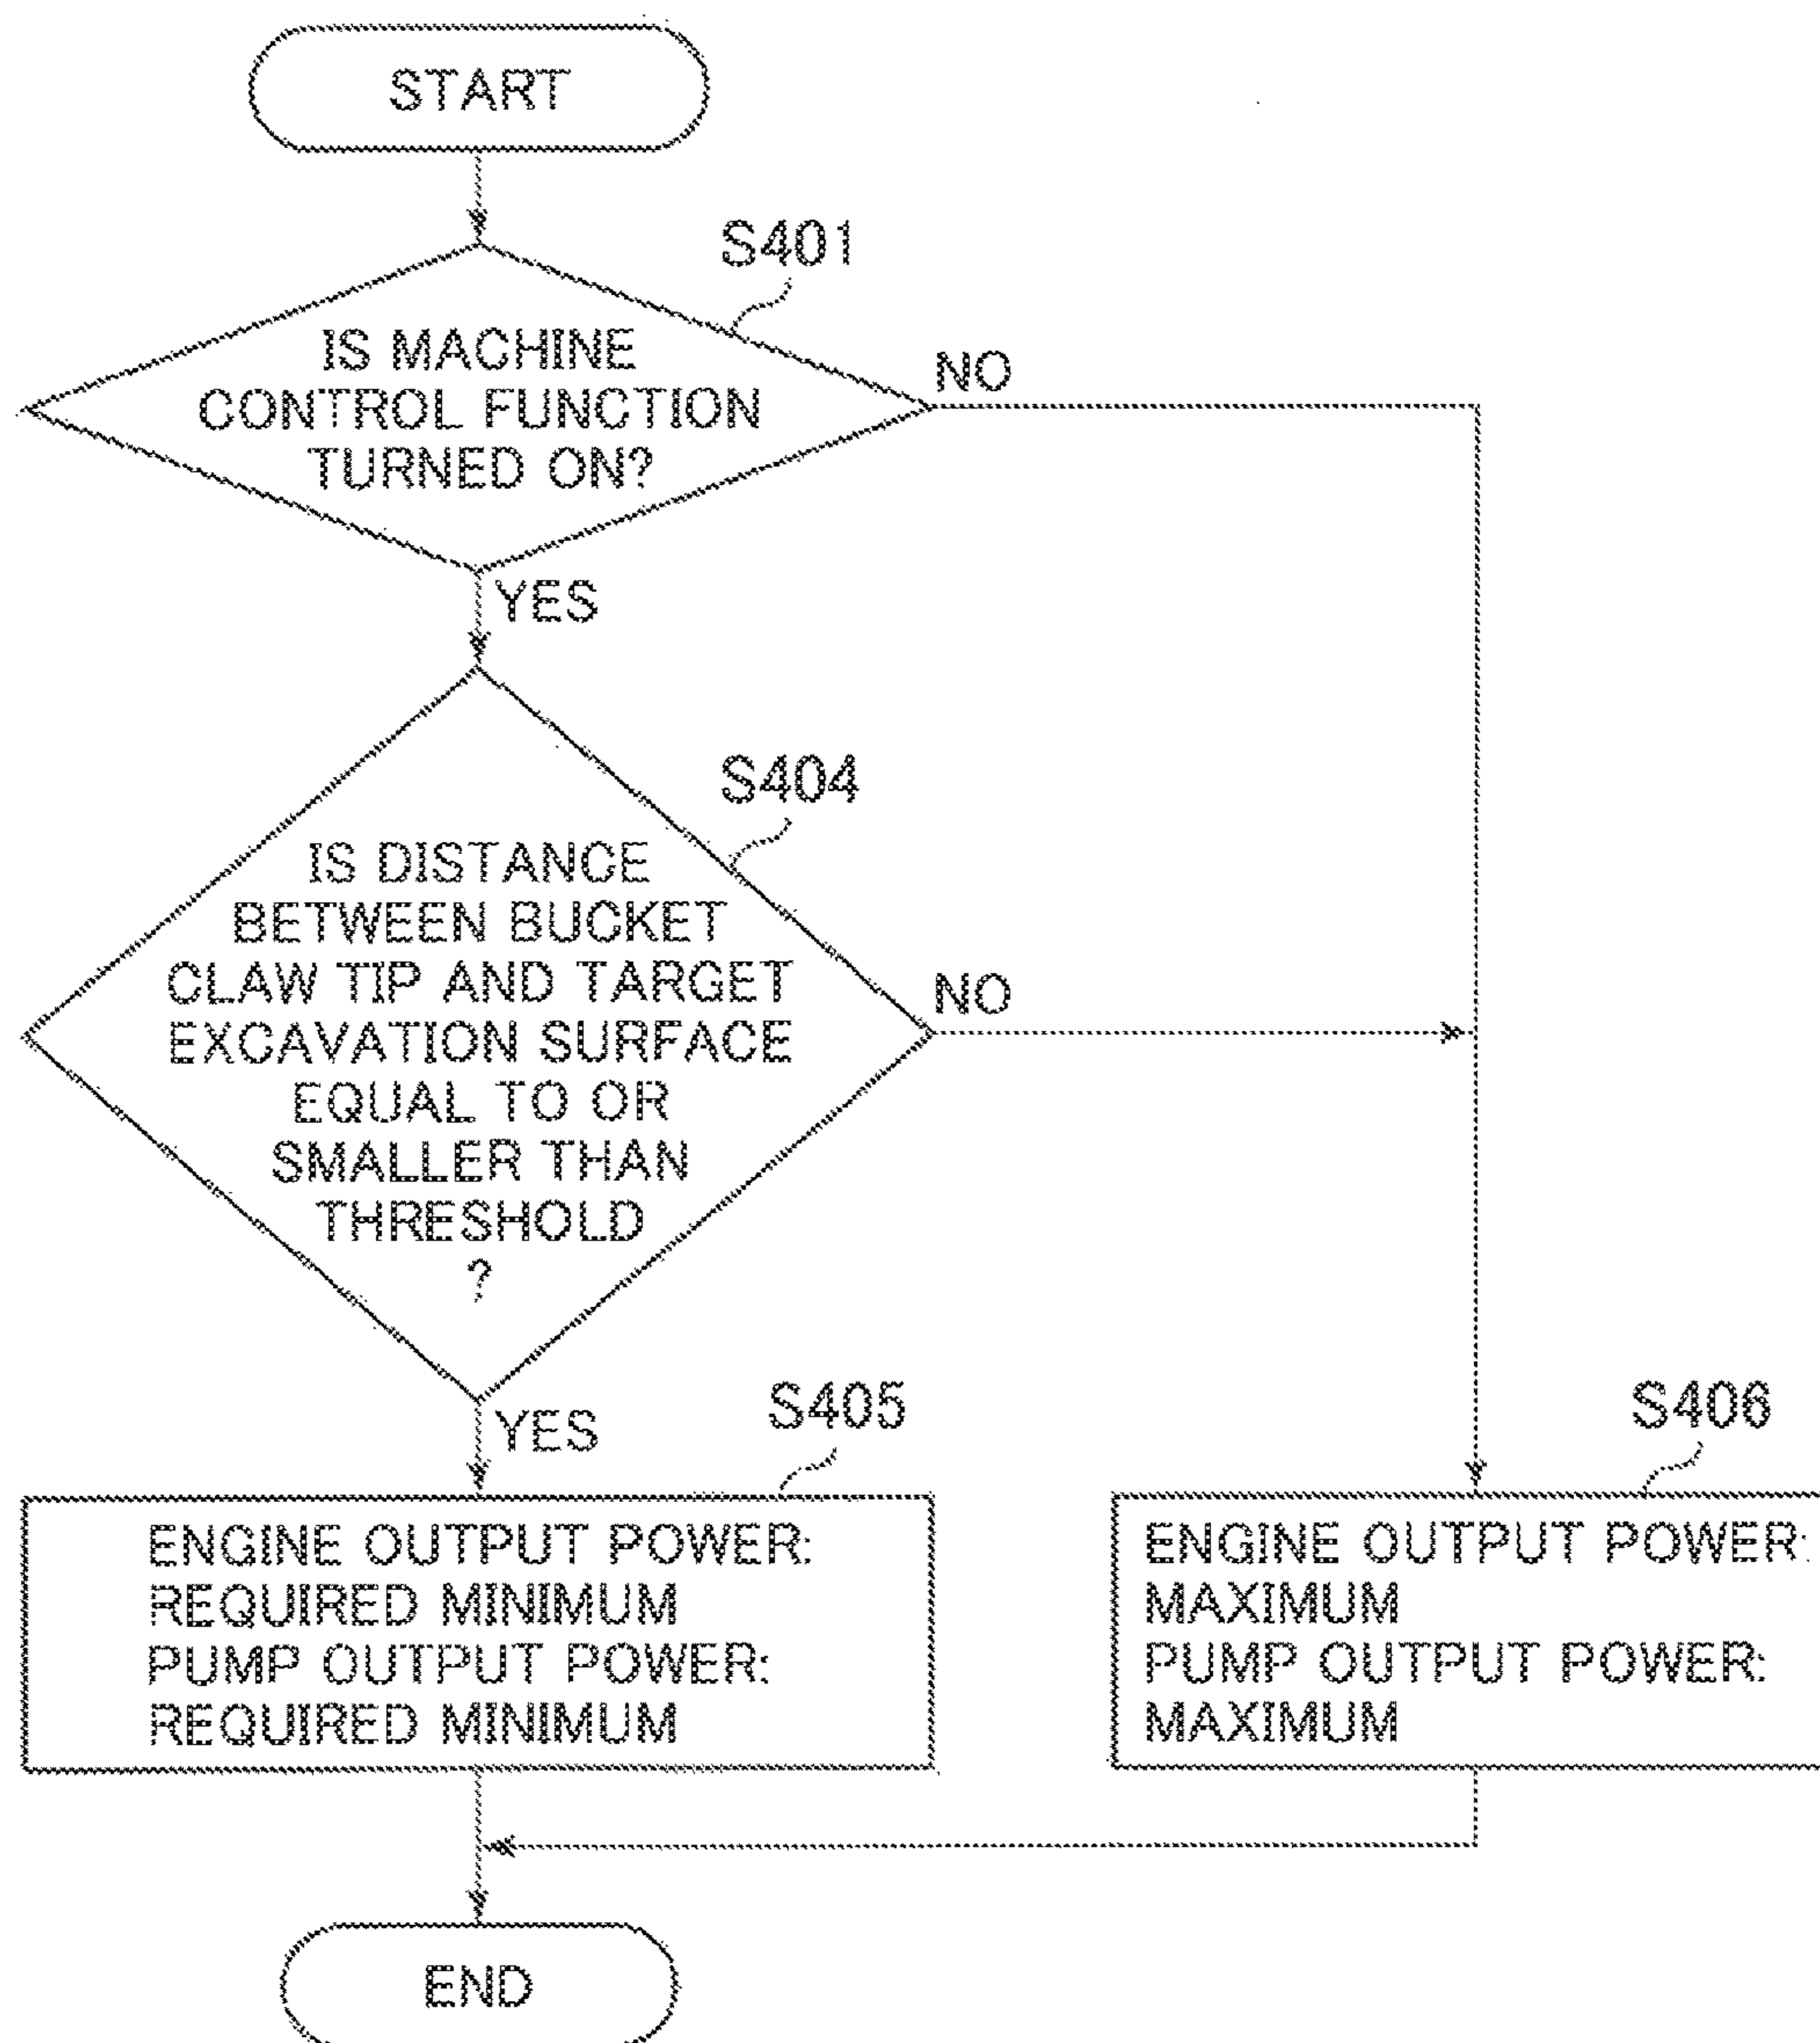 START
S401
IS MACHINE
CONTROL FUNCTION
TURNED ON?
NO
YES
S404
IS DISTANCE
BETWEEN BUCKET
CLAW TIP AND TARGET
EXCAVATION SURFACE
EQUAL TO OR
SMALLER THAN
THRESHOLD
?
NO
YES
S405
ENGINE OUTPUT POWER:
REQUIRED MINIMUM
PUMP OUTPUT POWER:
REQUIRED MINIMUM
S406
ENGINE OUTPUT POWER:
MAXIMUM
PUMP OUTPUT POWER:
MAXIMUM
END